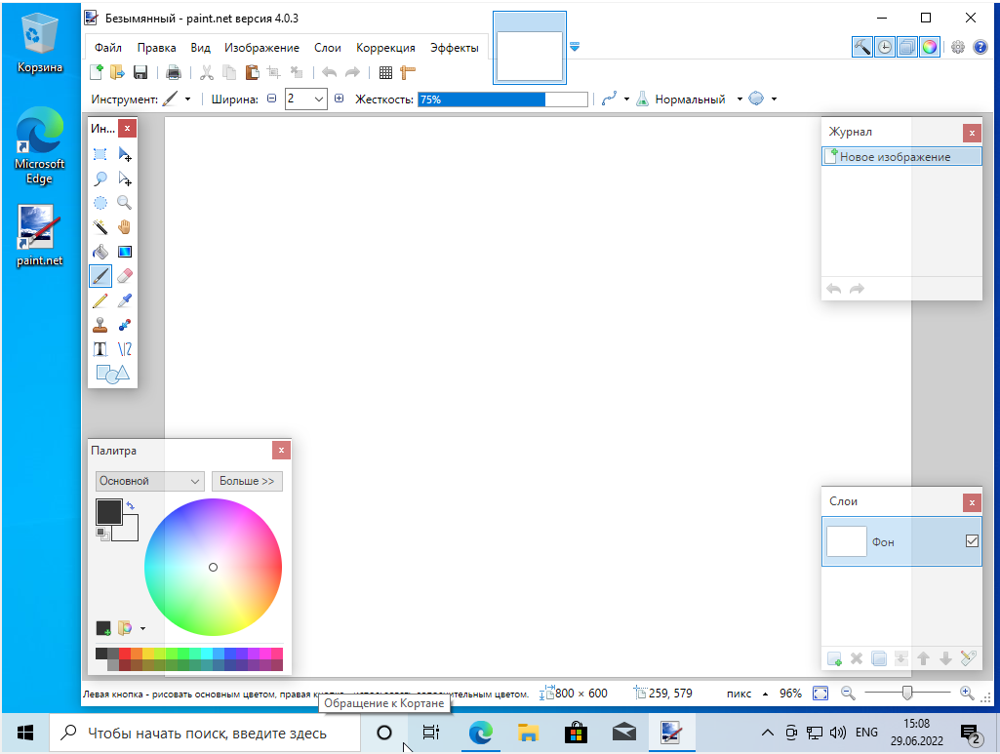 Корзина
Microsoft
Edge
paint.net
Безымянный - paint.net версия 4.0.3
Файл Правка Вид Изображение Слои Коррекция Эффекты
Инструмент: Ширина: 2 Жесткость: 75% Нормальный
Ин...
Журнал
Новое изображение
Палитра
Основной Больше >>
Слои
Фон
Левая кнопка - рисовать основным цветом, правая кнопка - использовать дополнительным цветом.
800 × 600 259, 579 пикс 96%
Обращение к Кортане
Чтобы начать поиск, введите здесь
ENG
15:08
29.06.2022
2